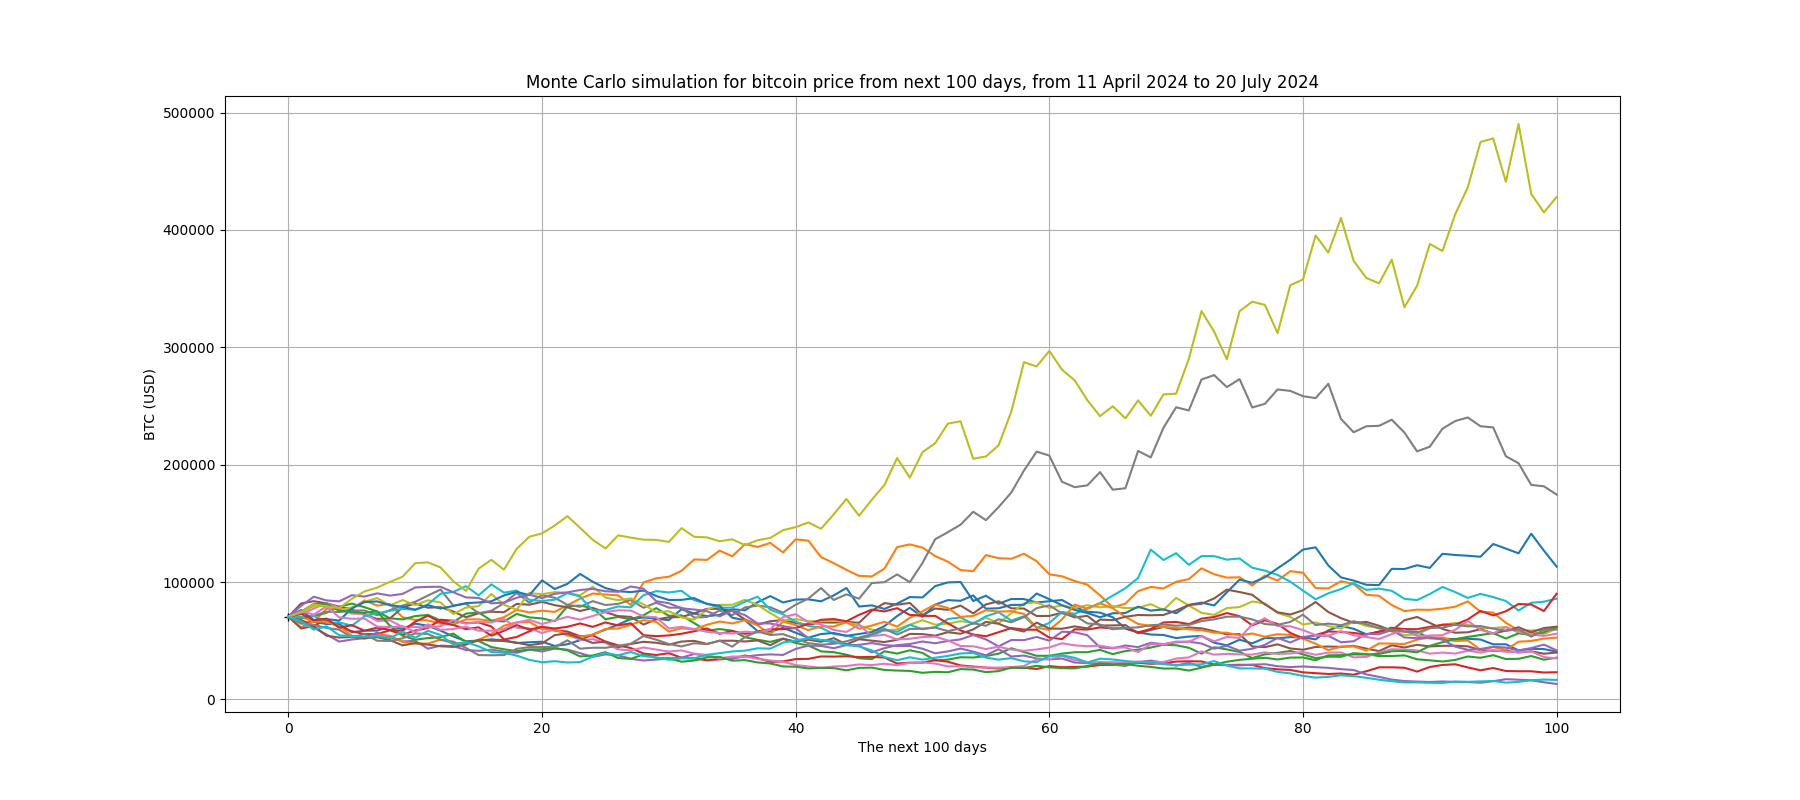 Monte Carlo simulation for bitcoin price from next 100 days, from 11 April 2024 to 20 July 2024
500000
400000
300000
200000
100000
0
BTC (USD)
0 20 40 60 80 100
The next 100 days